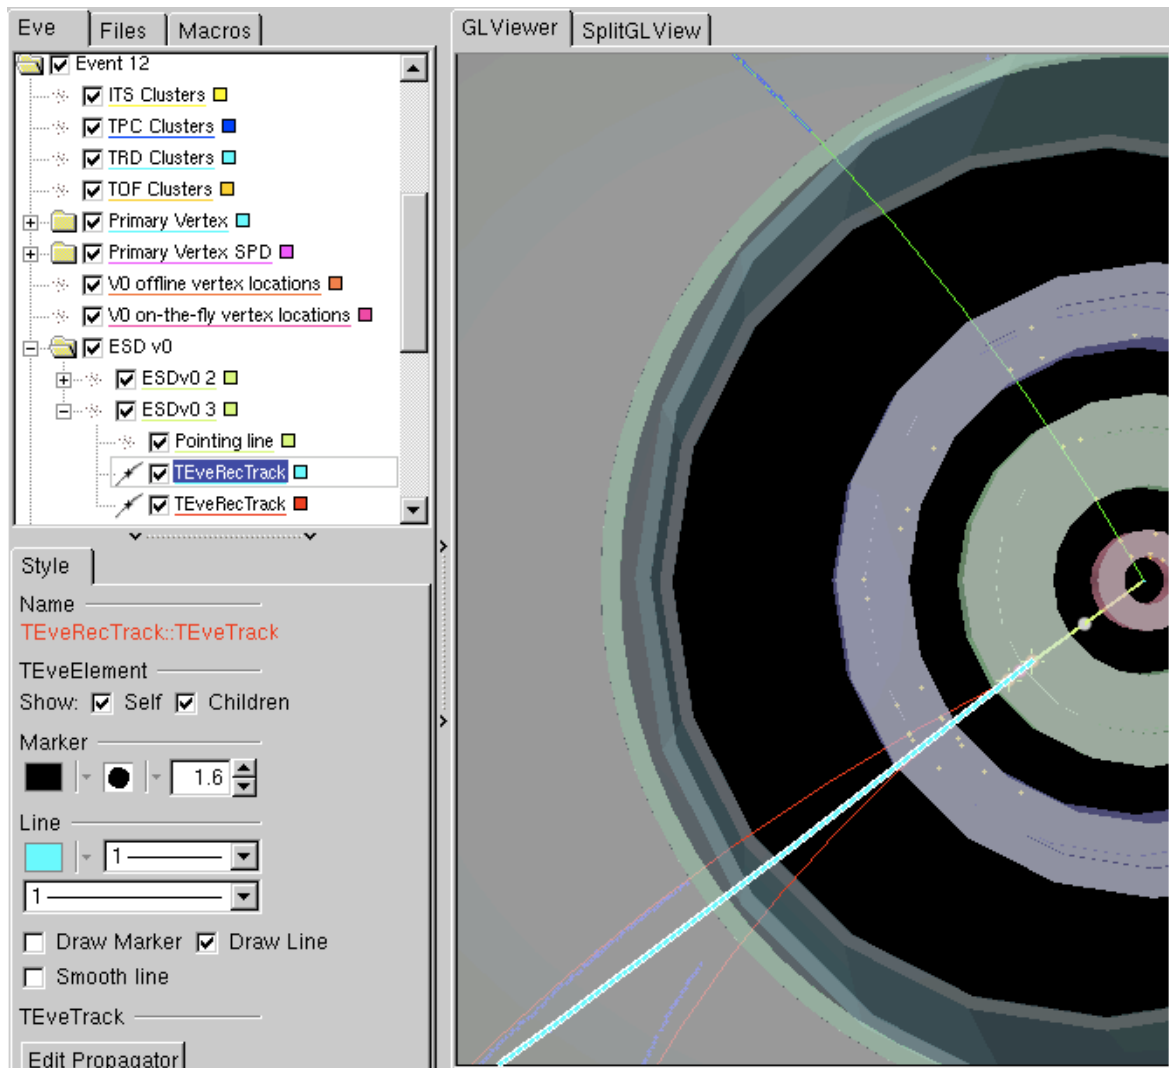 Eve Files Macros
GLViewer SplitGLView
Event 12
ITS Clusters
TPC Clusters
TRD Clusters
TOF Clusters
Primary Vertex
Primary Vertex SPD
V0 offline vertex locations
V0 on-the-fly vertex locations
ESD v0
ESDv0 2
ESDv0 3
Pointing line
TEveRecTrack
TEveRecTrack
Style
Name
TEveRecTrack::TEveTrack
TEveElement
Show: Self Children
Marker
1.6
Line
1
1
Draw Marker Draw Line
Smooth line
TEveTrack
Edit Propagator